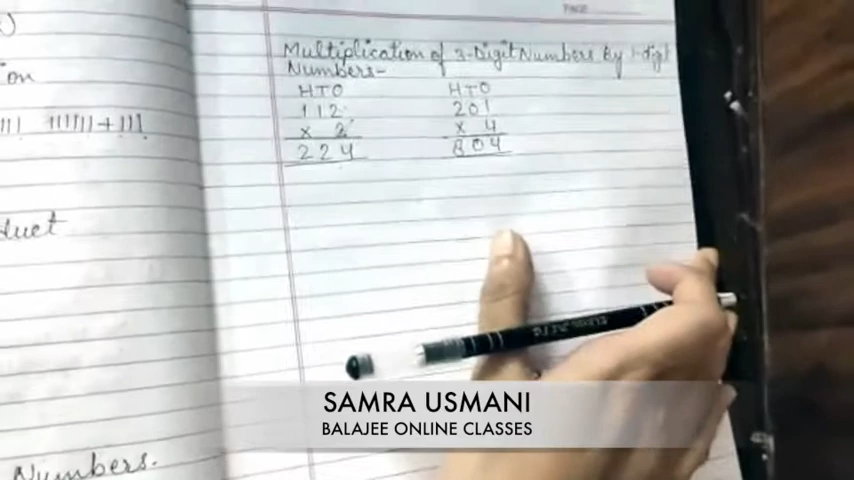 PAGE
on
Multiplication of 3-Digit Numbers By 1-digit
Numbers-
HTO HTO
112 201
x 2 x 4
224 804
duct
Numbers.
SAMRA USMANI
BALAJEE ONLINE CLASSES